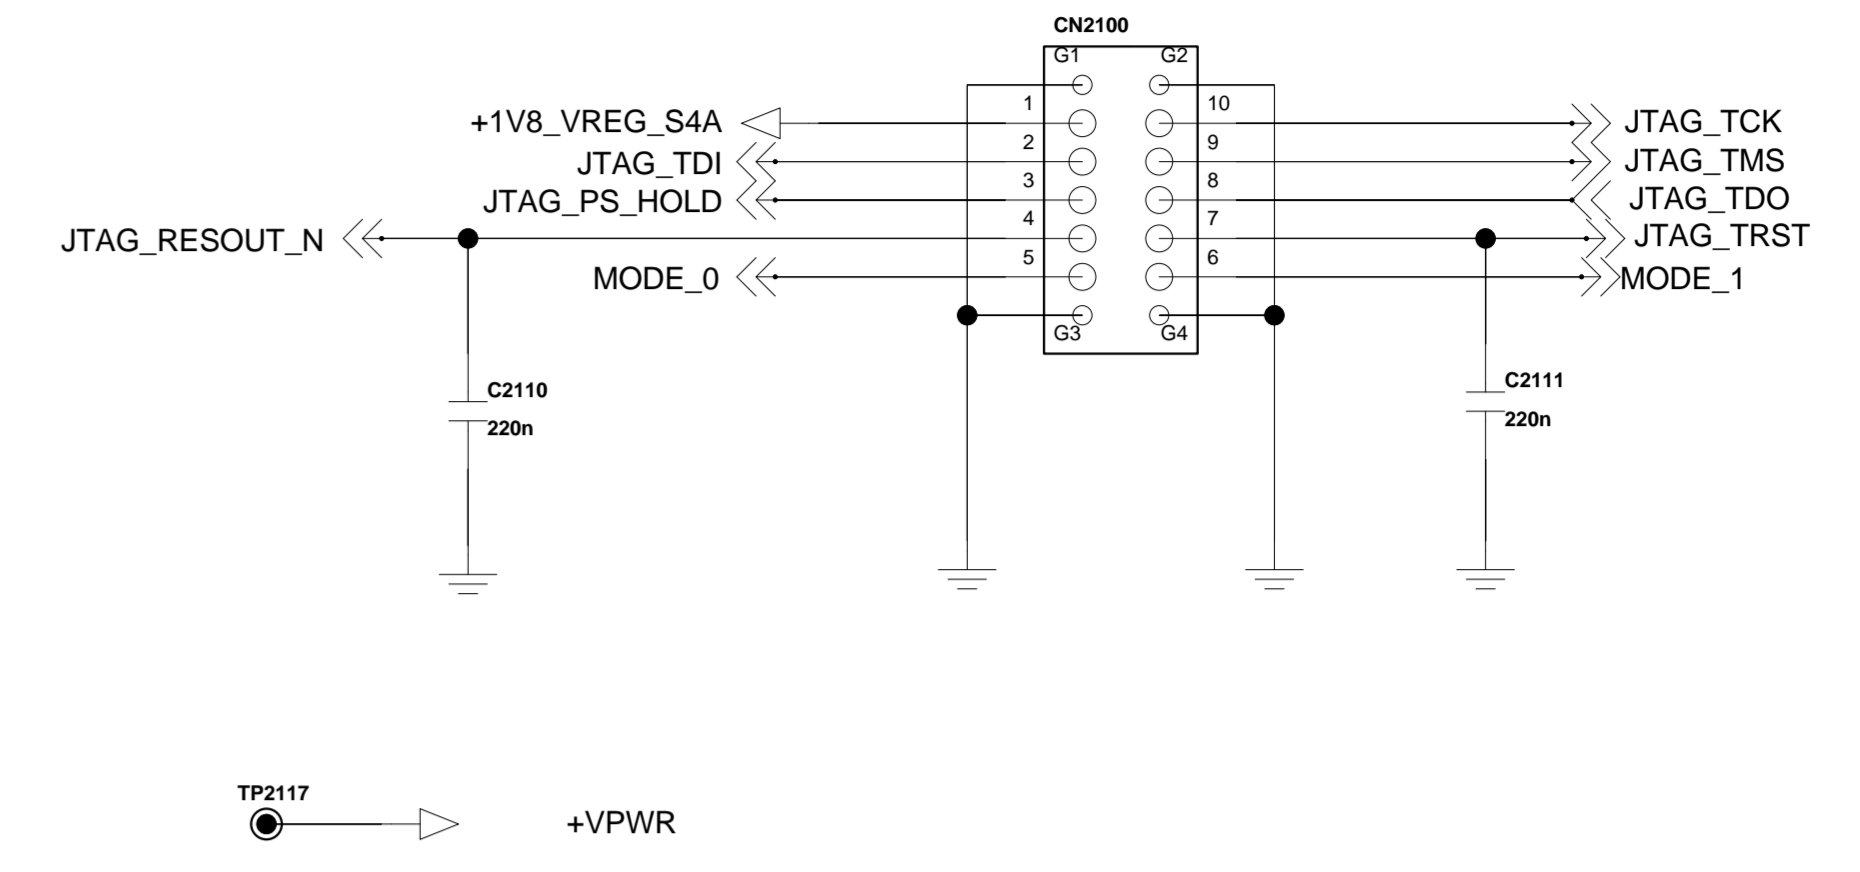 CN2100
G1 G2
1 10
+1V8_VREG_S4A JTAG_TCK
2 9
JTAG_TDI JTAG_TMS
3 8
JTAG_PS_HOLD JTAG_TDO
4 7
JTAG_RESOUT_N JTAG_TRST
5 6
MODE_0 MODE_1
G3 G4
C2110 C2111
220n 220n
TP2117
+VPWR